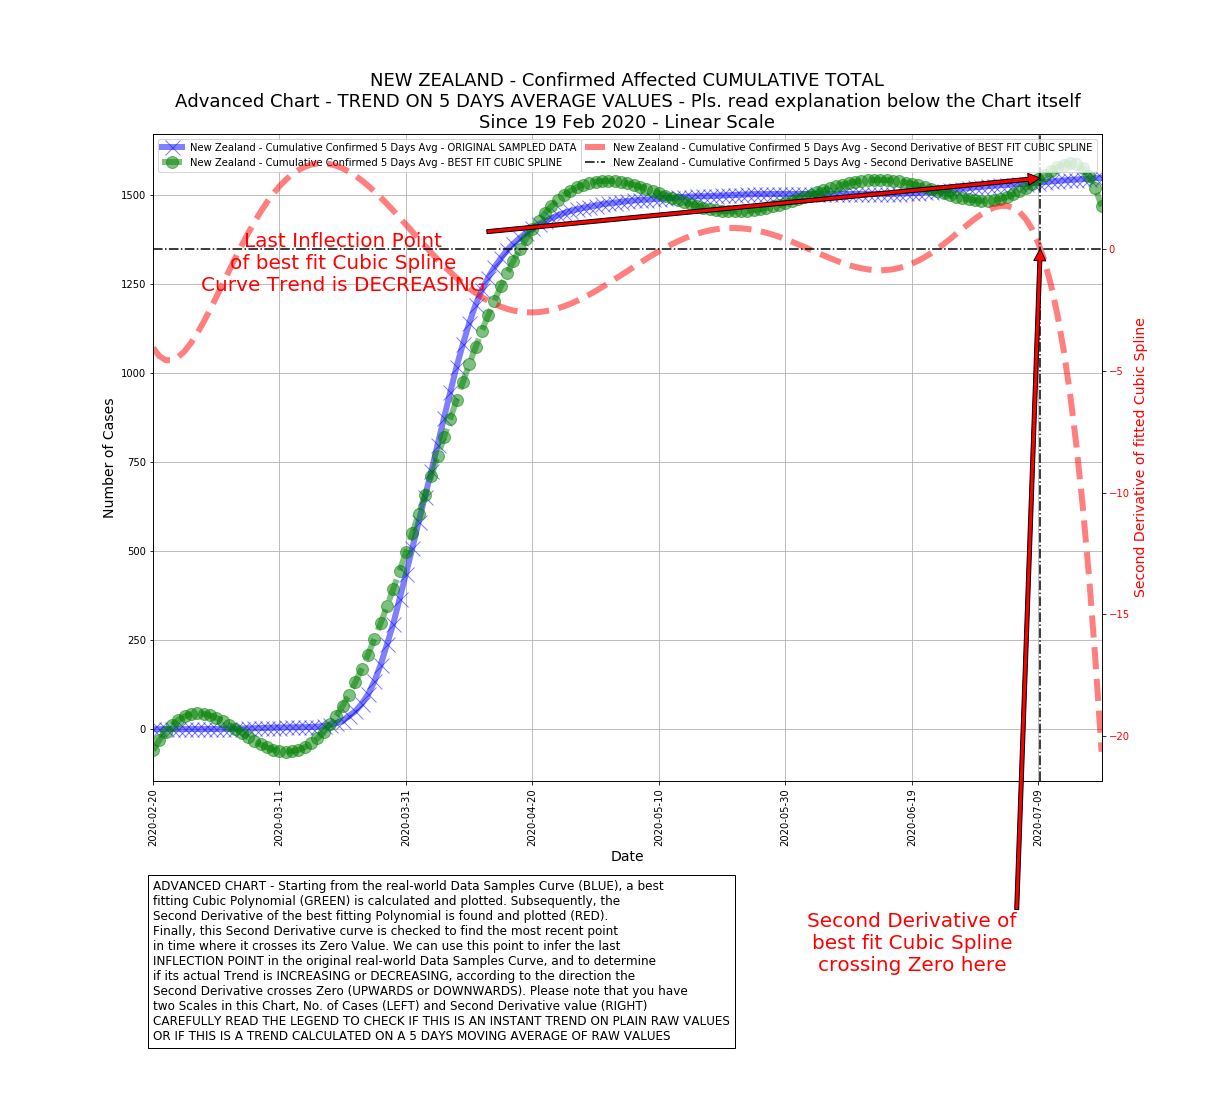 NEW ZEALAND - Confirmed Affected CUMULATIVE TOTAL
Advanced Chart - TREND ON 5 DAYS AVERAGE VALUES - Pls. read explanation below the Chart itself
Since 19 Feb 2020 - Linear Scale
New Zealand - Cumulative Confirmed 5 Days Avg - ORIGINAL SAMPLED DATA
New Zealand - Cumulative Confirmed 5 Days Avg - BEST FIT CUBIC SPLINE
New Zealand - Cumulative Confirmed 5 Days Avg - Second Derivative of BEST FIT CUBIC SPLINE
New Zealand - Cumulative Confirmed 5 Days Avg - Second Derivative BASELINE
Last Inflection Point
of best fit Cubic Spline
Curve Trend is DECREASING
Number of Cases
1500
1250
1000
750
500
250
0
0
−5
−10
−15
−20
Second Derivative of fitted Cubic Spline
2020-02-20
2020-03-11
2020-03-31
2020-04-20
2020-05-10
2020-05-30
2020-06-19
2020-07-09
Date
ADVANCED CHART - Starting from the real-world Data Samples Curve (BLUE), a best
fitting Cubic Polynomial (GREEN) is calculated and plotted. Subsequently, the
Second Derivative of the best fitting Polynomial is found and plotted (RED).
Finally, this Second Derivative curve is checked to find the most recent point
in time where it crosses its Zero Value. We can use this point to infer the last
INFLECTION POINT in the original real-world Data Samples Curve, and to determine
if its actual Trend is INCREASING or DECREASING, according to the direction the
Second Derivative crosses Zero (UPWARDS or DOWNWARDS). Please note that you have
two Scales in this Chart, No. of Cases (LEFT) and Second Derivative value (RIGHT)
CAREFULLY READ THE LEGEND TO CHECK IF THIS IS AN INSTANT TREND ON PLAIN RAW VALUES
OR IF THIS IS A TREND CALCULATED ON A 5 DAYS MOVING AVERAGE OF RAW VALUES
Second Derivative of
best fit Cubic Spline
crossing Zero here